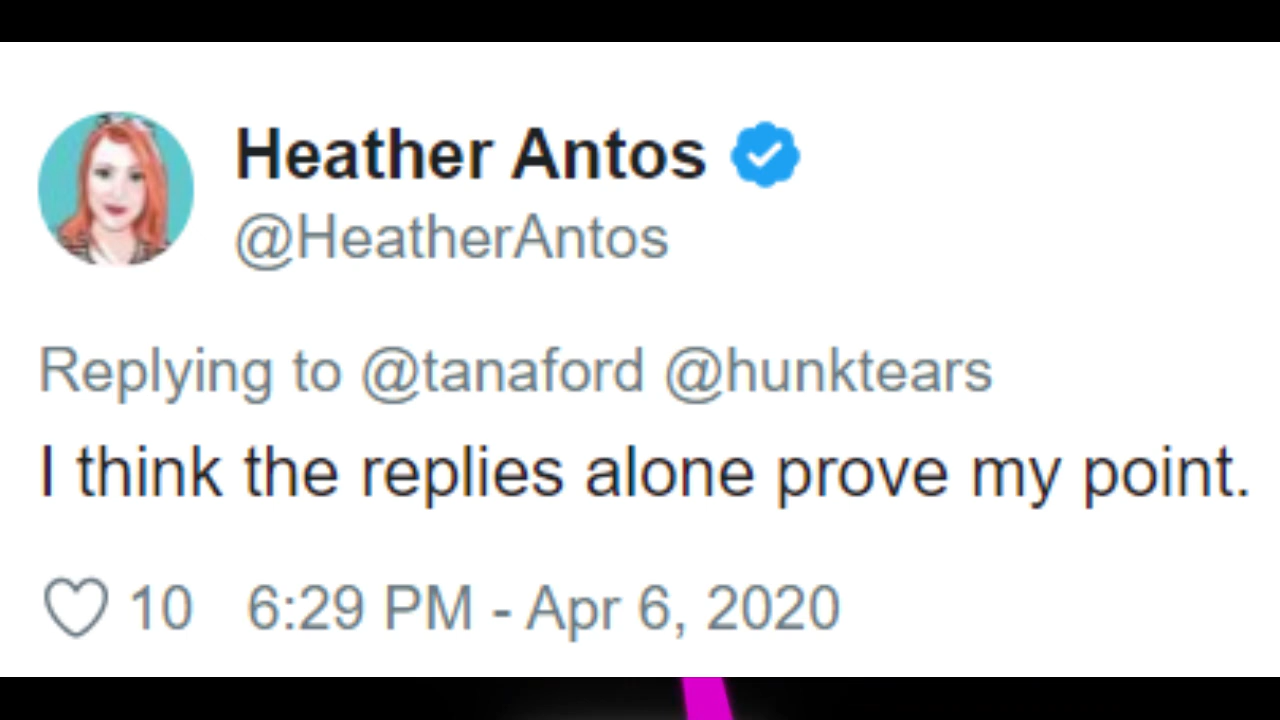 Heather Antos
@HeatherAntos
Replying to @tanaford @hunktears
I think the replies alone prove my point.
10 6:29 PM - Apr 6, 2020